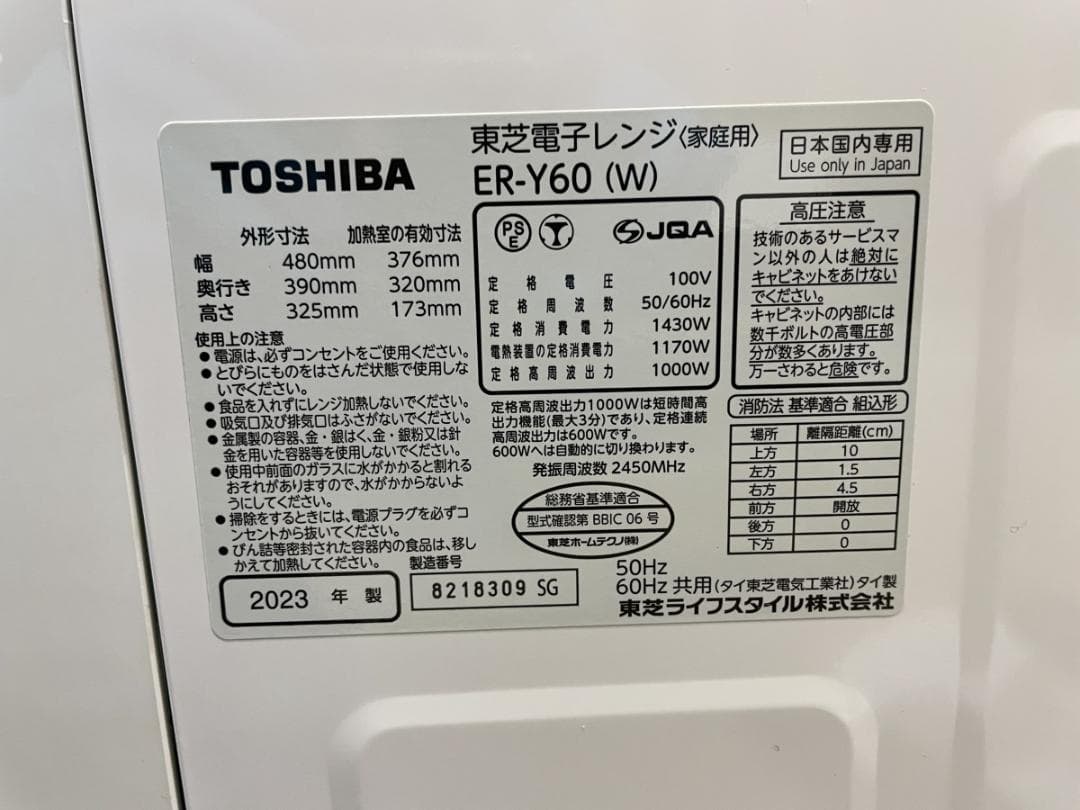 TOSHIBA
東芝電子レンジ〈家庭用〉
ER-Y60 (W)
日本国内専用
Use only in Japan
外形寸法 加熱室の有効寸法
幅 480mm 376mm
奥行き 390mm 320mm
高さ 325mm 173mm
使用上の注意
●電源は、必ずコンセントをご使用ください。
●とびらにものをはさんだ状態で使用しな
いでください。
●食品を入れずにレンジ加熱しないでください。
●吸気口及び排気口はふさがないでください。
●金属製の容器、金・銀はく、金・銀粉又は針
金を用いた容器等を使用しないでください。
●使用中前面のガラスに水がかかると割れる
おそれがありますので、水がかからないよ
うにしてください。
●掃除をするときには、電源プラグを必ずコ
ンセントから抜いてください。
●びん詰等密封された容器内の食品は、移し
かえて加熱してください。
2023 年 製
製造番号
8218309 SG
PSE
JQA
定格電圧 100V
定格周波数 50/60Hz
定格消費電力 1430W
電熱装置の定格消費電力 1170W
定格高周波出力 1000W
定格高周波出力1000Wは短時間高
出力機能(最大3分)であり、定格連続
高周波出力は600Wです。
600Wへは自動的に切り換わります。
発振周波数 2450MHz
総務省基準適合
型式確認第 BBIC 06 号
東芝ホームテクノ(株)
高圧注意
技術のあるサービスマ
ン以外の人は絶対に
キャビネットをあけない
でください。
キャビネットの内部には
数千ボルトの高電圧部
分が数多くあります。
万一さわると危険です。
消防法 基準適合 組込形
場所 離隔距離(cm)
上方 10
左方 1.5
右方 4.5
前方 開放
後方 0
下方 0
50Hz
60Hz 共用(タイ東芝電気工業社)タイ製
東芝ライフスタイル株式会社